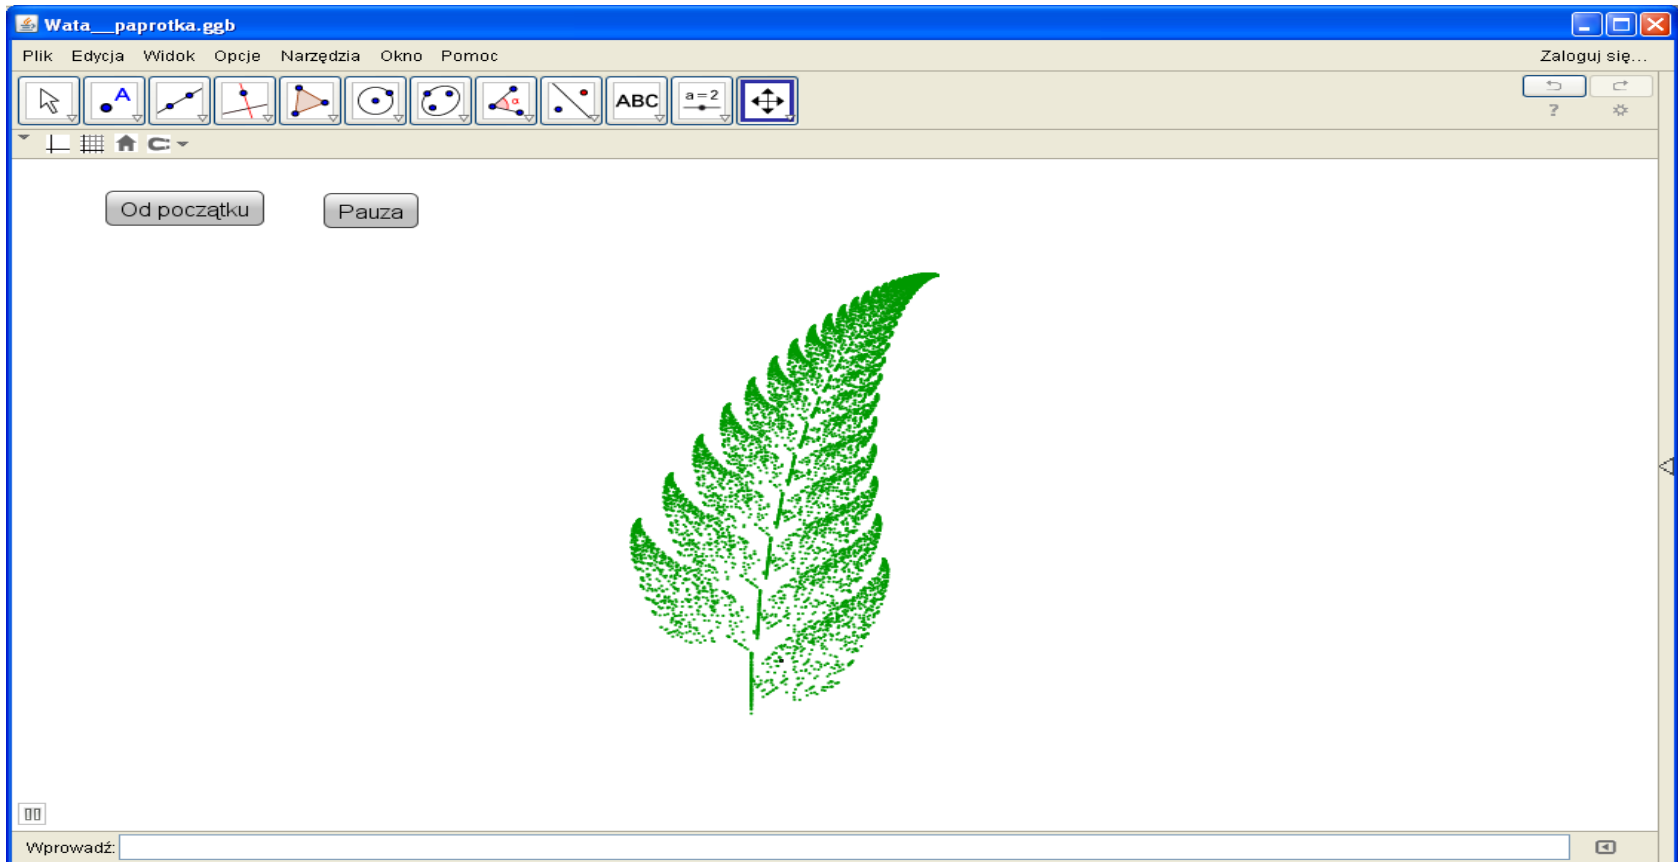 Wata__paprotka.ggb
Plik Edycja Widok Opcje Narzędzia Okno Pomoc Zaloguj się...
A α ABC a=2
?
Od początku Pauza
Wprowadź: